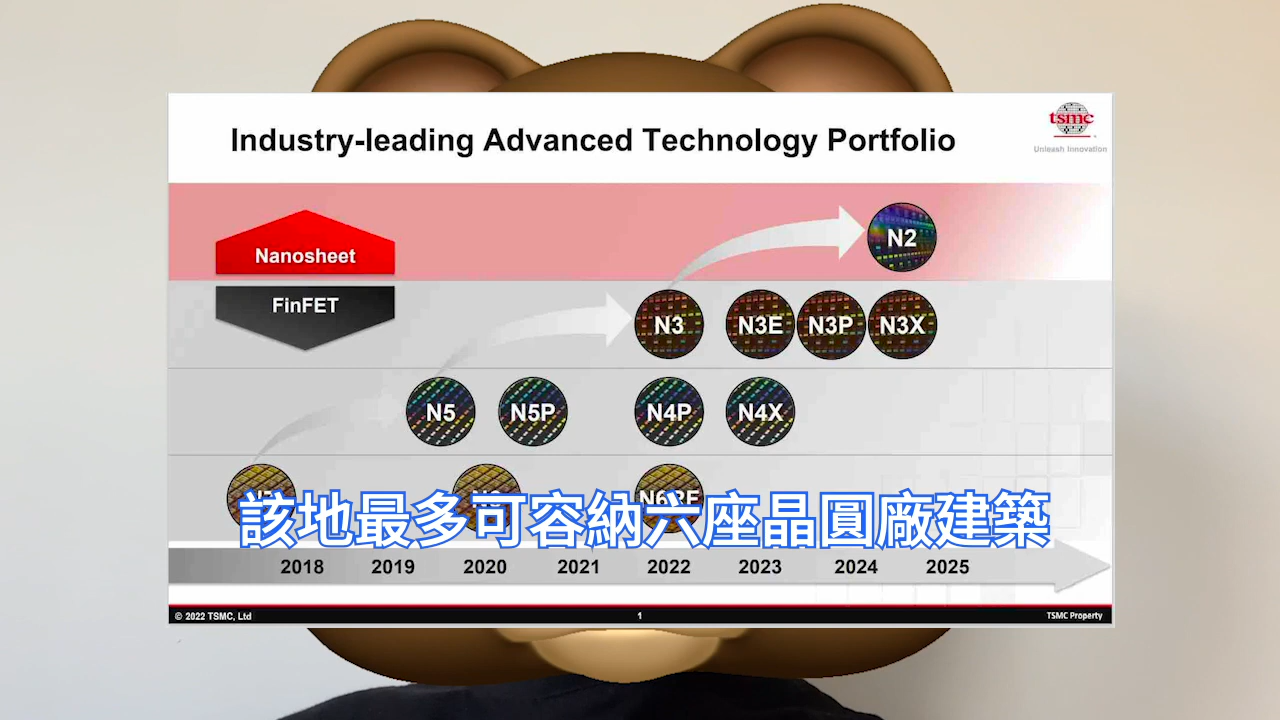 Industry-leading Advanced Technology Portfolio
tsmc
Unleash Innovation
Nanosheet
N2
FinFET
N3 N3E N3P N3X
N5 N5P N4P N4X
N6RF
該地最多可容納六座晶圓廠建築
2018 2019 2020 2021 2022 2023 2024 2025
© 2022 TSMC, Ltd
1
TSMC Property